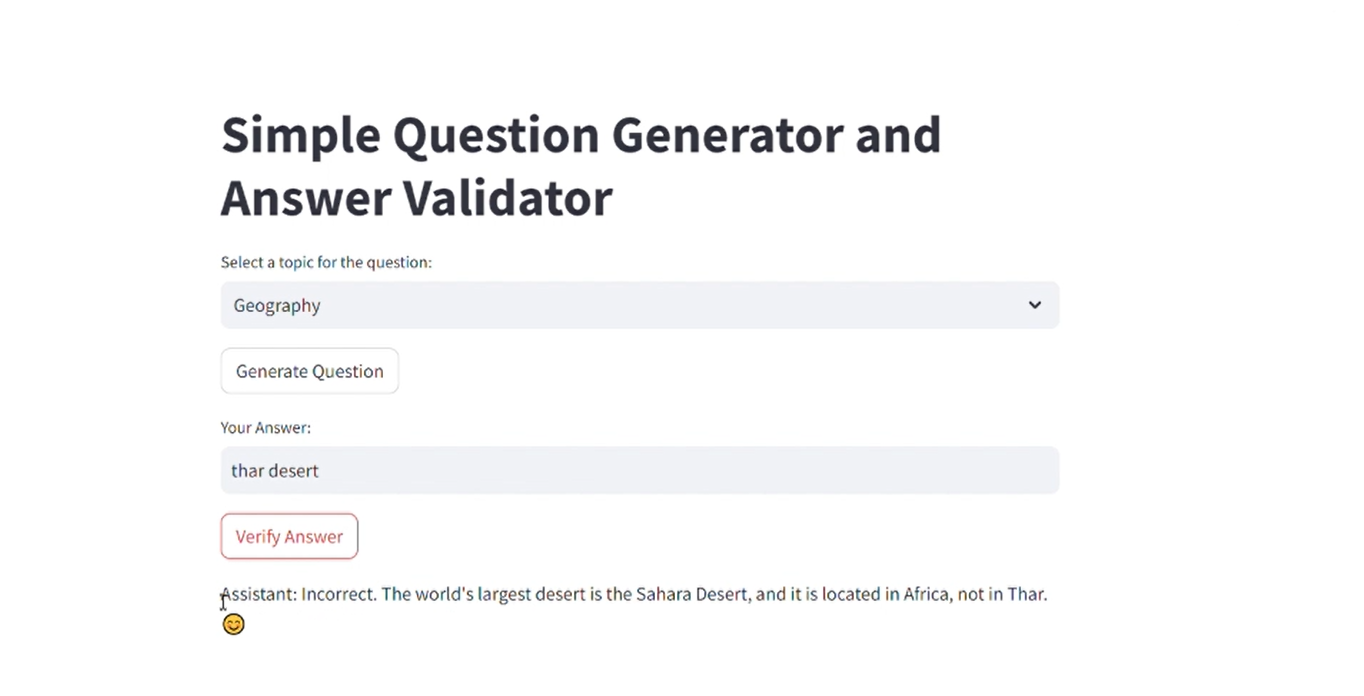 Simple Question Generator and
Answer Validator
Select a topic for the question:
Geography
Generate Question
Your Answer:
thar desert
Verify Answer
Assistant: Incorrect. The world's largest desert is the Sahara Desert, and it is located in Africa, not in Thar.
😊